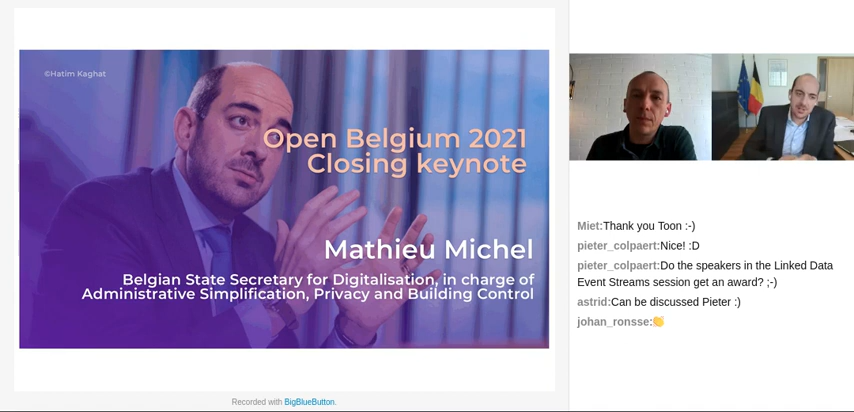 ©Hatim Kaghat
Open Belgium 2021
Closing keynote
Mathieu Michel
Belgian State Secretary for Digitalisation, in charge of
Administrative Simplification, Privacy and Building Control
Recorded with BigBlueButton.
Miet:Thank you Toon :-)
pieter_colpaert:Nice! :D
pieter_colpaert:Do the speakers in the Linked Data
Event Streams session get an award? ;-)
astrid:Can be discussed Pieter :)
johan_ronsse:👏